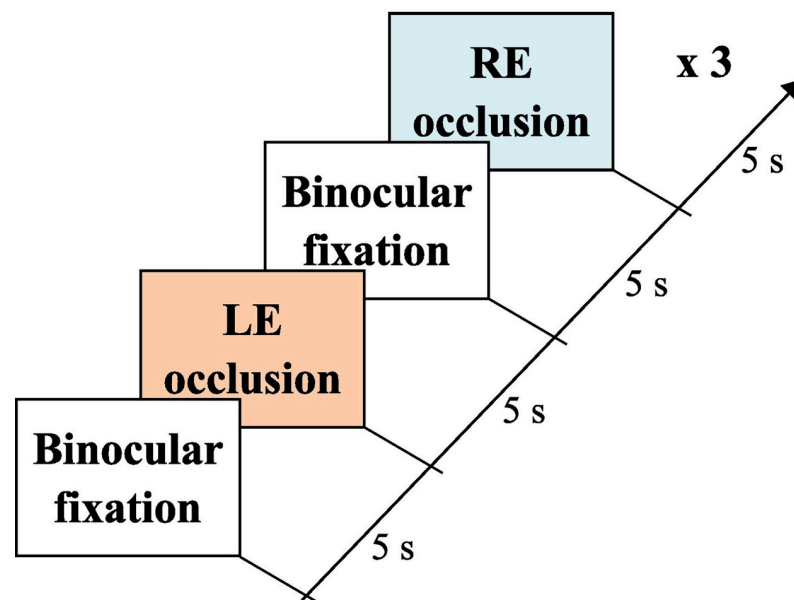 RE
occlusion
x 3
5 s
Binocular
fixation
5 s
LE
occlusion
5 s
Binocular
fixation
5 s